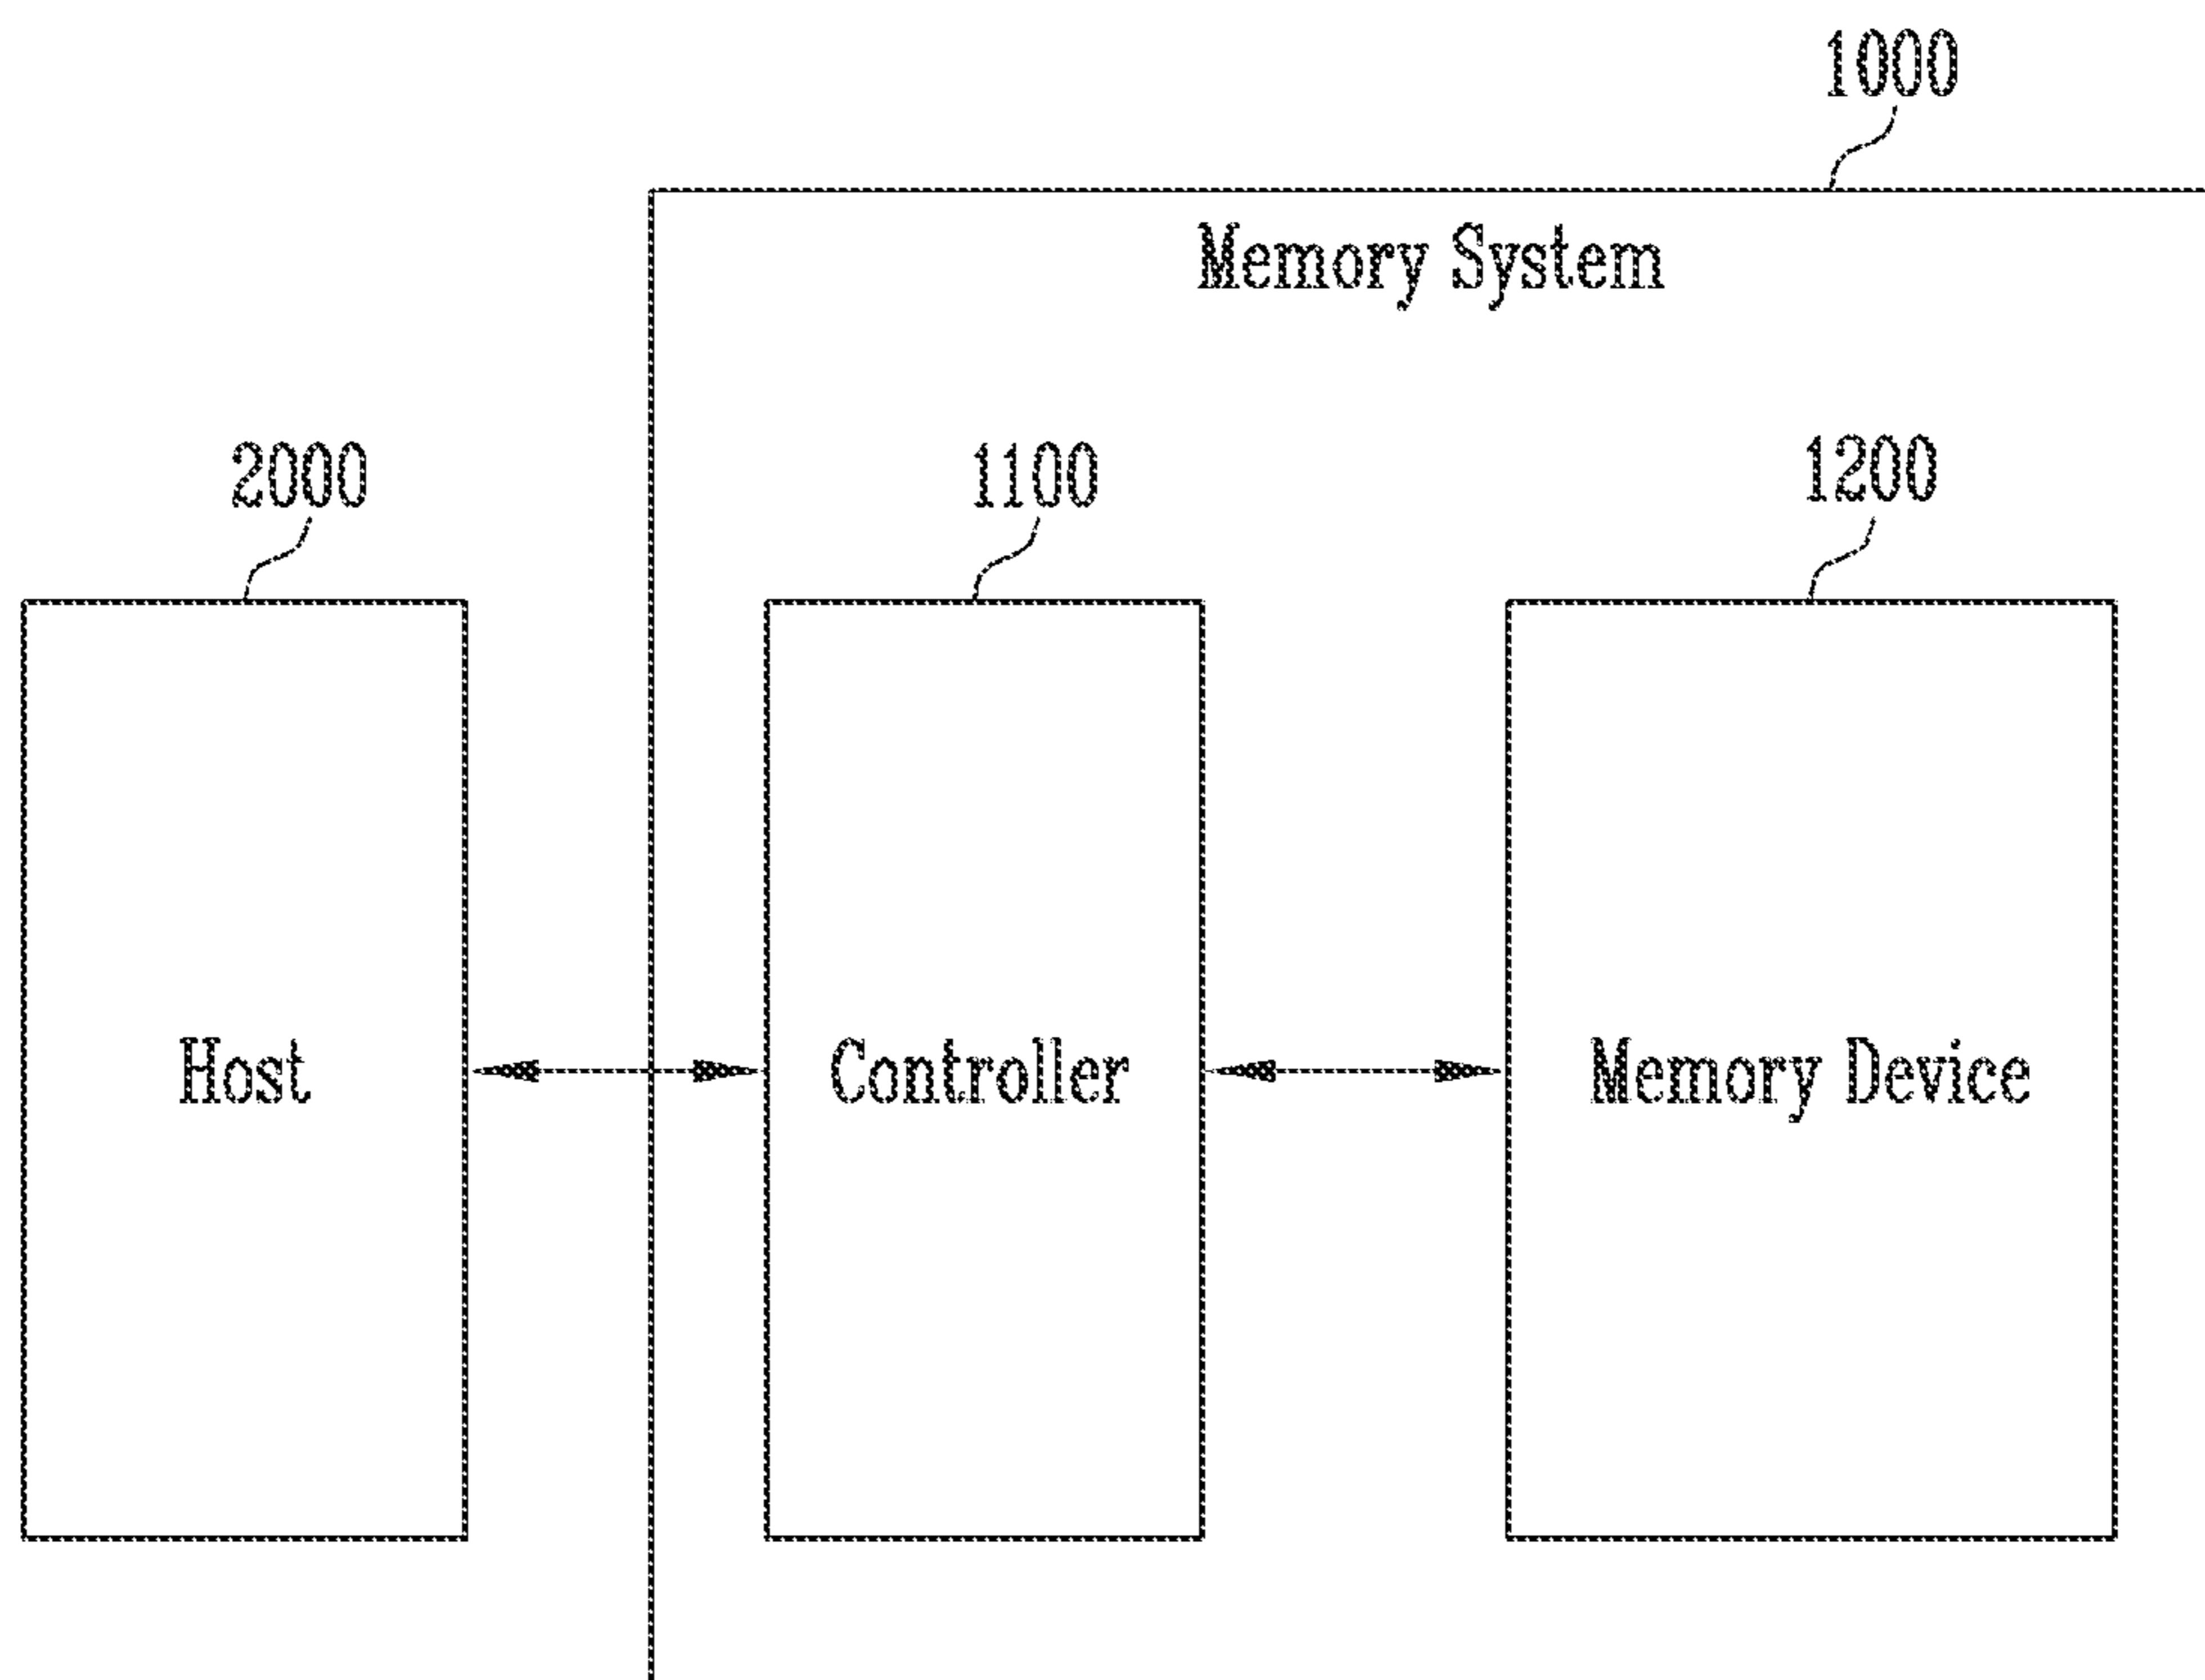 1000
Memory System
2000
1100
1200
Host
Controller
Memory Device